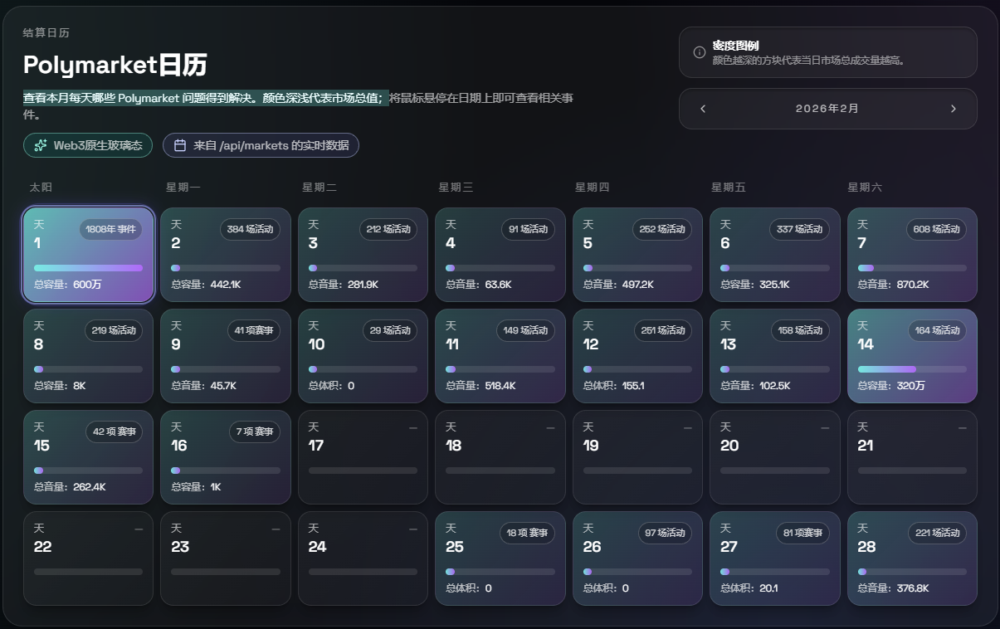 结算日历
Polymarket日历
查看本月每天哪些 Polymarket 问题得到解决。颜色深浅代表市场总值；将鼠标悬停在日期上即可查看相关事
件。
Web3原生玻璃态
来自 /api/markets 的实时数据
密度图例
颜色越深的方块代表当日市场总成交量越高。
2026年2月
太阳 星期一 星期二 星期三 星期四 星期五 星期六
天 1808年 事件
1
总容量：600万
天 384 场活动
2
总容量：442.1K
天 212 场活动
3
总音量：281.9K
天 91 场活动
4
总音量：63.6K
天 252 场活动
5
总音量：497.2K
天 337 场活动
6
总容量：325.1K
天 608 场活动
7
总音量：870.2K
天 219 场活动
8
总容量：8K
天 41 项赛事
9
总音量：45.7K
天 29 场活动
10
总体积：0
天 149 场活动
11
总音量：518.4K
天 251 场活动
12
总体积：155.1
天 158 场活动
13
总音量：102.5K
天 164 场活动
14
总容量：320万
天 42 项 赛事
15
总音量：262.4K
天 7 项 赛事
16
总容量：1K
天 —
17
天 —
18
天 —
19
天 —
20
天 —
21
天 —
22
天 —
23
天 —
24
天 18 项 赛事
25
总体积：0
天 97 场活动
26
总体积：0
天 81 项赛事
27
总体积：20.1
天 221 场活动
28
总音量：376.8K